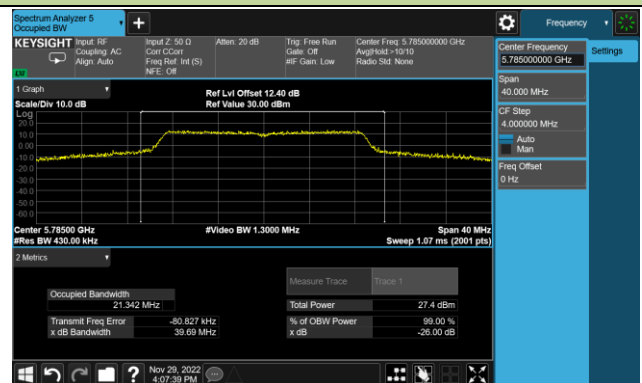 Spectrum Analyzer 5
Occupied BW
+
Frequency
KEYSIGHT
Input: RF
Coupling: AC
Align: Auto
Input Z: 50 Ω
Corr CCorr
Freq Ref: Int (S)
NFE: Off
Atten: 20 dB
Trig: Free Run
Gate: Off
#IF Gain: Low
Center Freq: 5.785000000 GHz
Avg|Hold:>10/10
Radio Std: None
Center Frequency
5.785000000 GHz
Settings
Span
40.000 MHz
CF Step
4.000000 MHz
Auto
Man
Freq Offset
0 Hz
1 Graph
Scale/Div 10.0 dB
Ref Lvl Offset 12.40 dB
Ref Value 30.00 dBm
Log
20.0
10.0
0.00
-10.0
-20.0
-30.0
-40.0
-50.0
-60.0
Center 5.78500 GHz
#Res BW 430.00 kHz
#Video BW 1.3000 MHz
Span 40 MHz
Sweep 1.07 ms (2001 pts)
2 Metrics
Measure Trace
Trace 1
Occupied Bandwidth
21.342 MHz
Total Power
27.4 dBm
Transmit Freq Error
-80.827 kHz
% of OBW Power
99.00 %
x dB Bandwidth
39.69 MHz
x dB
-26.00 dB
?
Nov 29, 2022
4:07:39 PM